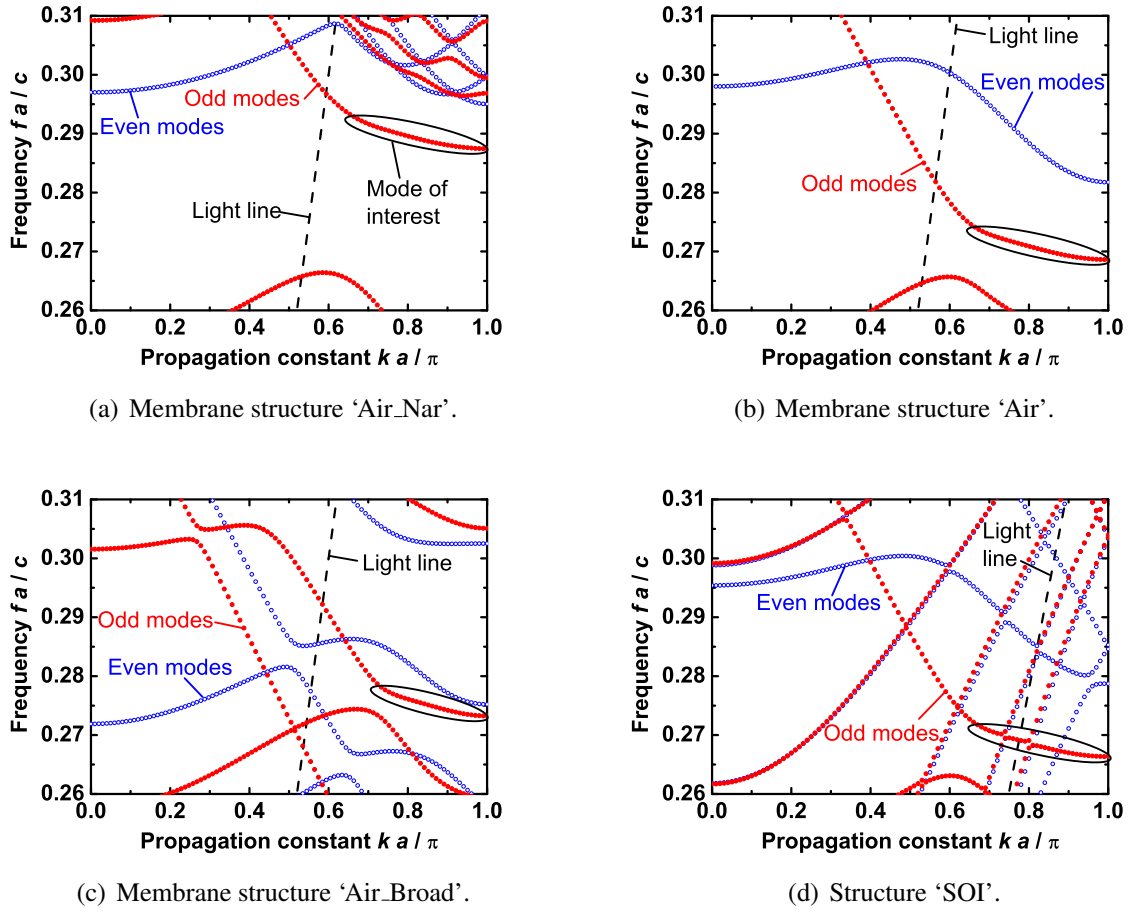 Frequency f a / c
0.31
0.30
0.29
0.28
0.27
0.26
Odd modes
Even modes
Mode of
interest
Light line
0.0 0.2 0.4 0.6 0.8 1.0
Propagation constant k a / π
(a) Membrane structure ‘Air_Nar’.
Frequency f a / c
0.31
0.30
0.29
0.28
0.27
0.26
Light line
Even modes
Odd modes
0.0 0.2 0.4 0.6 0.8 1.0
Propagation constant k a / π
(b) Membrane structure ‘Air’.
Frequency f a / c
0.31
0.30
0.29
0.28
0.27
0.26
Light line
Odd modes
Even modes
0.0 0.2 0.4 0.6 0.8 1.0
Propagation constant k a / π
(c) Membrane structure ‘Air_Broad’.
Frequency f a / c
0.31
0.30
0.29
0.28
0.27
0.26
Light
line
Even modes
Odd modes
0.0 0.2 0.4 0.6 0.8 1.0
Propagation constant k a / π
(d) Structure ‘SOI’.